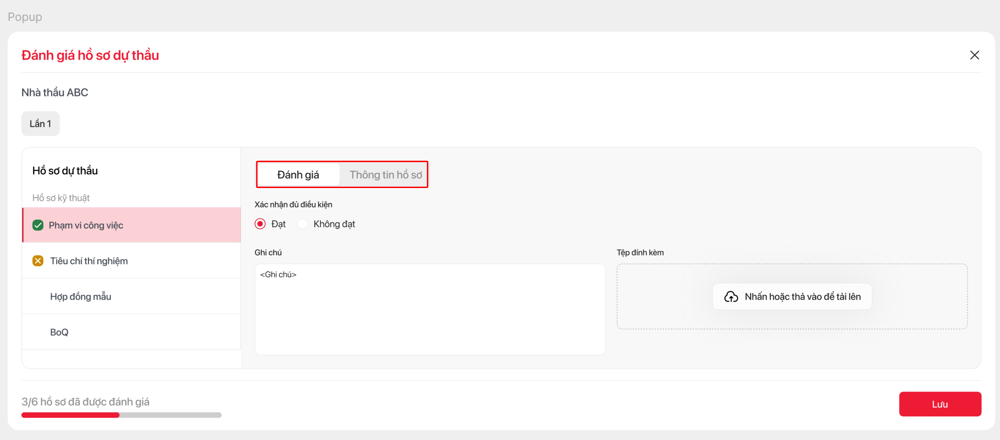 Popup
Đánh giá hồ sơ dự thầu
Nhà thầu ABC
Lần 1
Hồ sơ dự thầu
Hồ sơ kỹ thuật
Phạm vi công việc
Tiêu chí thí nghiệm
Hợp đồng mẫu
BoQ
Đánh giá Thông tin hồ sơ
Xác nhận đủ điều kiện
Đạt Không đạt
Ghi chú
<Ghi chú>
Tệp đính kèm
Nhấn hoặc thả vào để tải lên
3/6 hồ sơ đã được đánh giá
Lưu